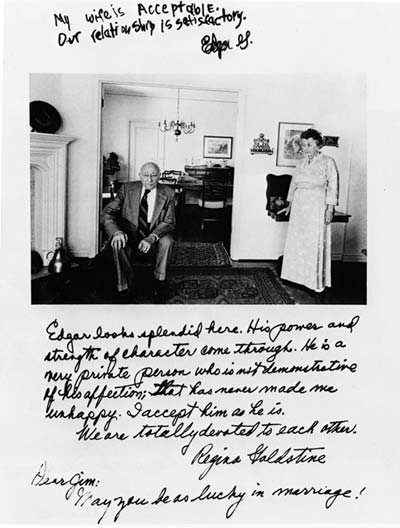 My wife is Acceptable.
Our relationship is satisfactory.
Edgar G.
Edgar looks splendid here. His power and
strength of character come through. He is a
very private person who is not demonstrative
of his affection; that has never made me
unhappy. I accept him as he is.
We are totally devoted to each other.
Regina Goldstine
Dear Jim:
May you be as lucky in marriage!